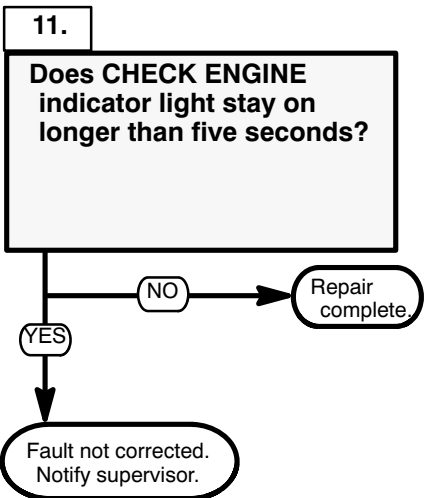 11.
Does CHECK ENGINE
indicator light stay on
longer than five seconds?
NO
Repair
complete.
YES
Fault not corrected.
Notify supervisor.